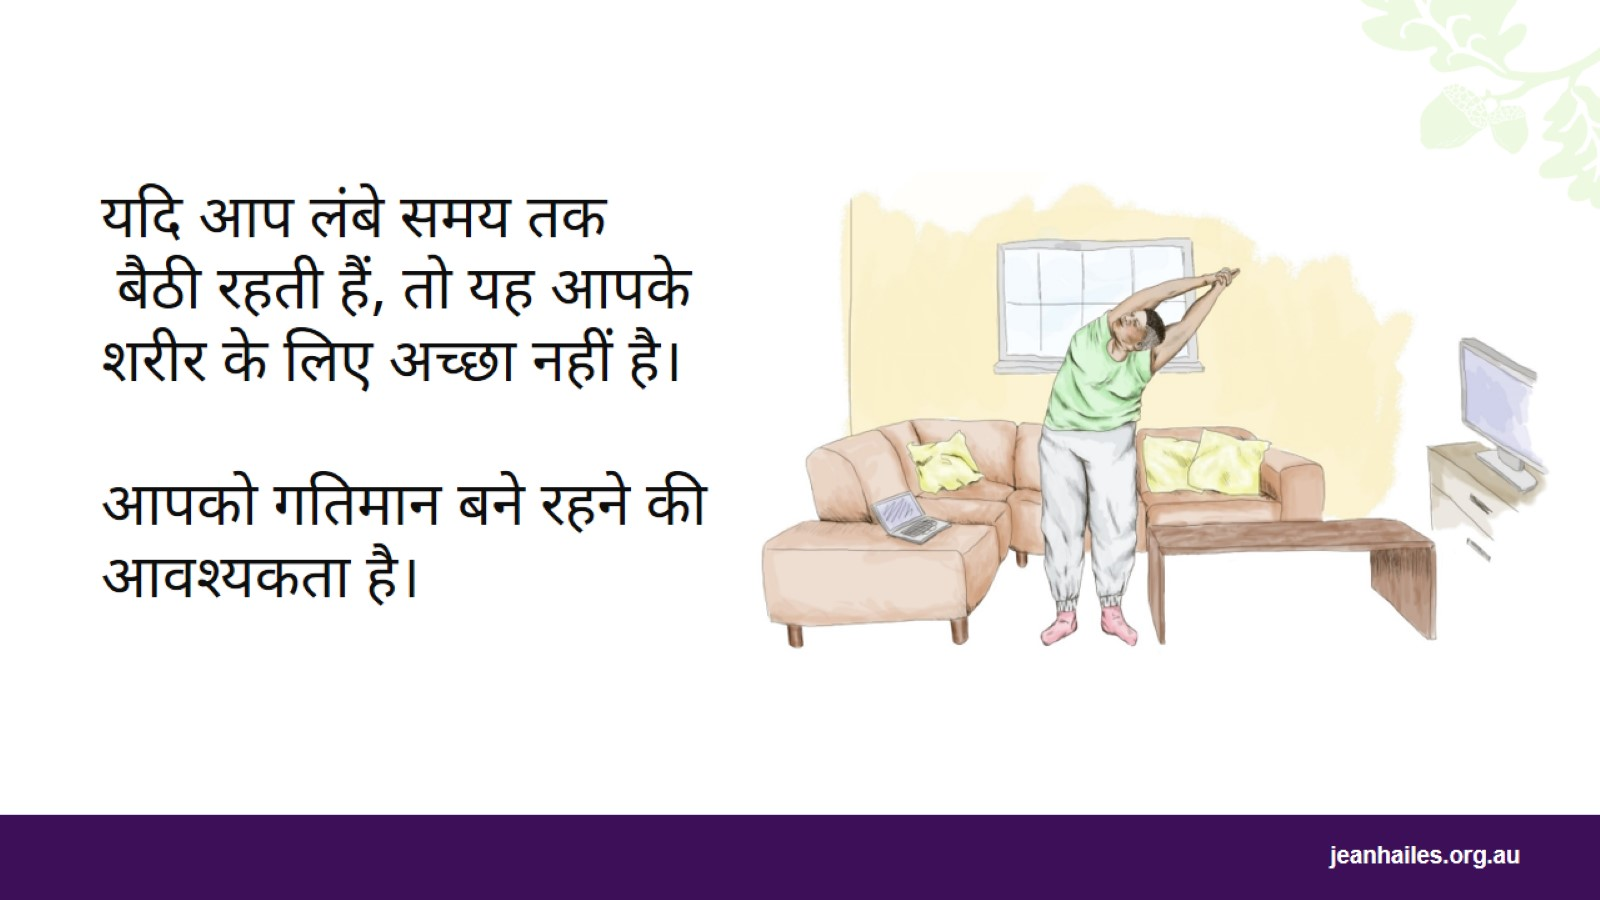 यदि आप लंबे समय तक
बैठी रहती हैं, तो यह आपके
शरीर के लिए अच्छा नहीं है।
आपको गतिमान बने रहने की
आवश्यकता है।
jeanhailes.org.au